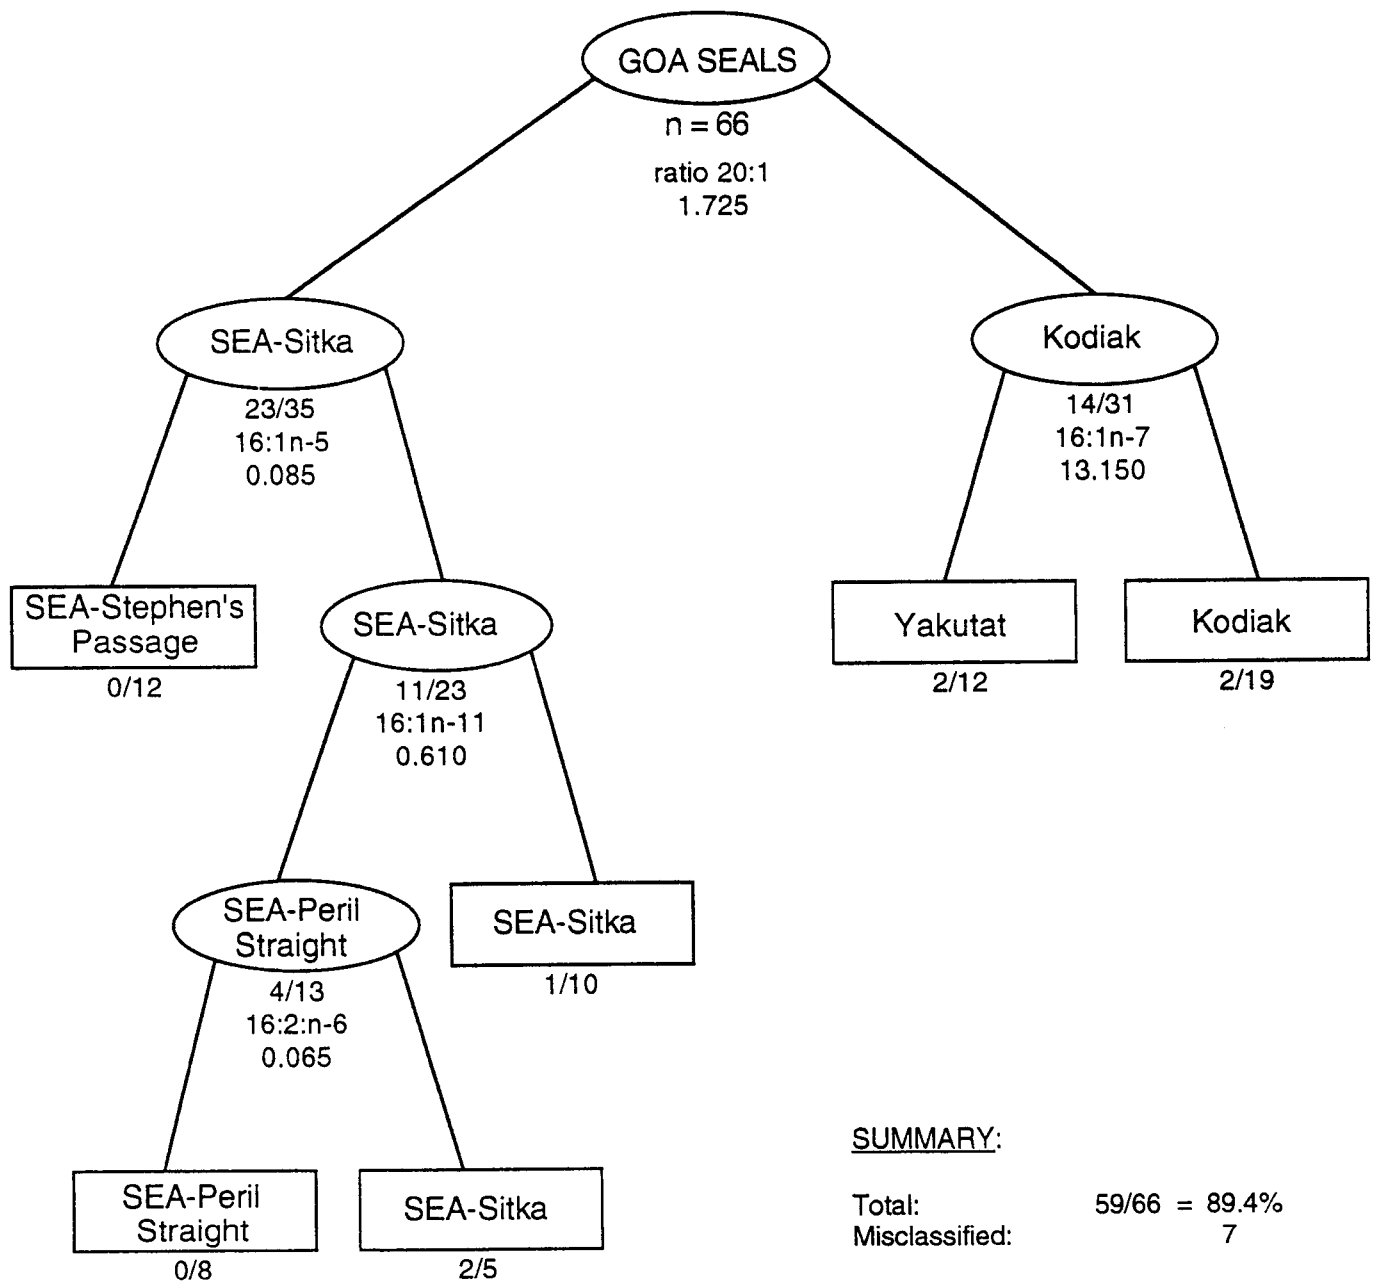 GOA SEALS
n = 66
ratio 20:1
1.725
SEA-Sitka
23/35
16:1n-5
0.085
Kodiak
14/31
16:1n-7
13.150
SEA-Stephen's
Passage
0/12
SEA-Sitka
11/23
16:1n-11
0.610
Yakutat
2/12
Kodiak
2/19
SEA-Peril
Straight
4/13
16:2:n-6
0.065
SEA-Sitka
1/10
SEA-Peril
Straight
0/8
SEA-Sitka
2/5
SUMMARY:
Total: 59/66 = 89.4%
Misclassified: 7